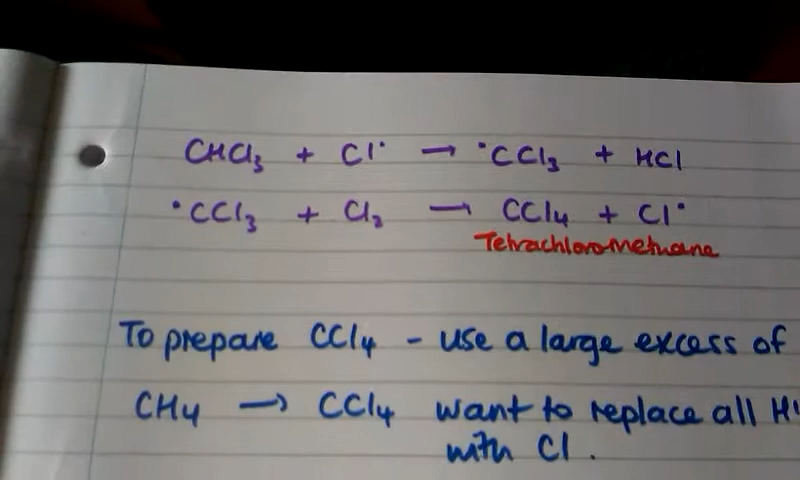 CHCl₃ + Cl• → •CCl₃ + HCl
•CCl₃ + Cl₂ → CCl₄ + Cl•
Tetrachloromethane
To prepare CCl₄ - use a large excess of
CH₄ → CCl₄ want to replace all H'
with Cl.